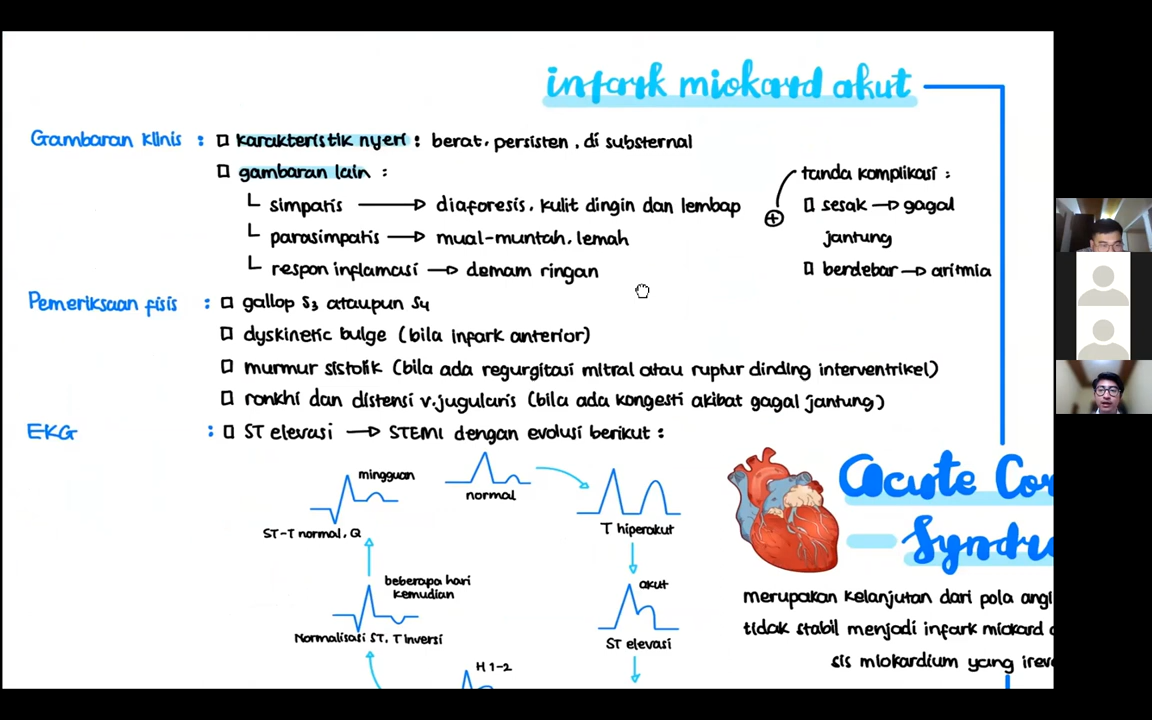 infark miokard akut
Gambaran klinis : karakteristik nyeri : berat, persisten, di substernal
gambaran lain :
simpatis → diaforesis, kulit dingin dan lembap
parasimpatis → mual-muntah, lemah
respon inflamasi → demam ringan
+ tanda komplikasi :
sesak → gagal
jantung
berdebar → aritmia
Pemeriksaan fisis : gallop S3 ataupun S4
dyskinetic bulge (bila infark anterior)
murmur sistolik (bila ada regurgitasi mitral atau ruptur dinding interventrikel)
ronkhi dan distensi v.jugularis (bila ada kongesti akibat gagal jantung)
EKG : ST elevasi → STEMI dengan evolusi berikut :
normal
T hiperakut
akut
ST elevasi
H 1-2
beberapa hari
kemudian
Normalisasi ST, T inversi
mingguan
ST-T normal, Q
Acute Cor
Syndr
merupakan kelanjutan dari pola angi
tidak stabil menjadi infark miokard
sis miokardium yang irev